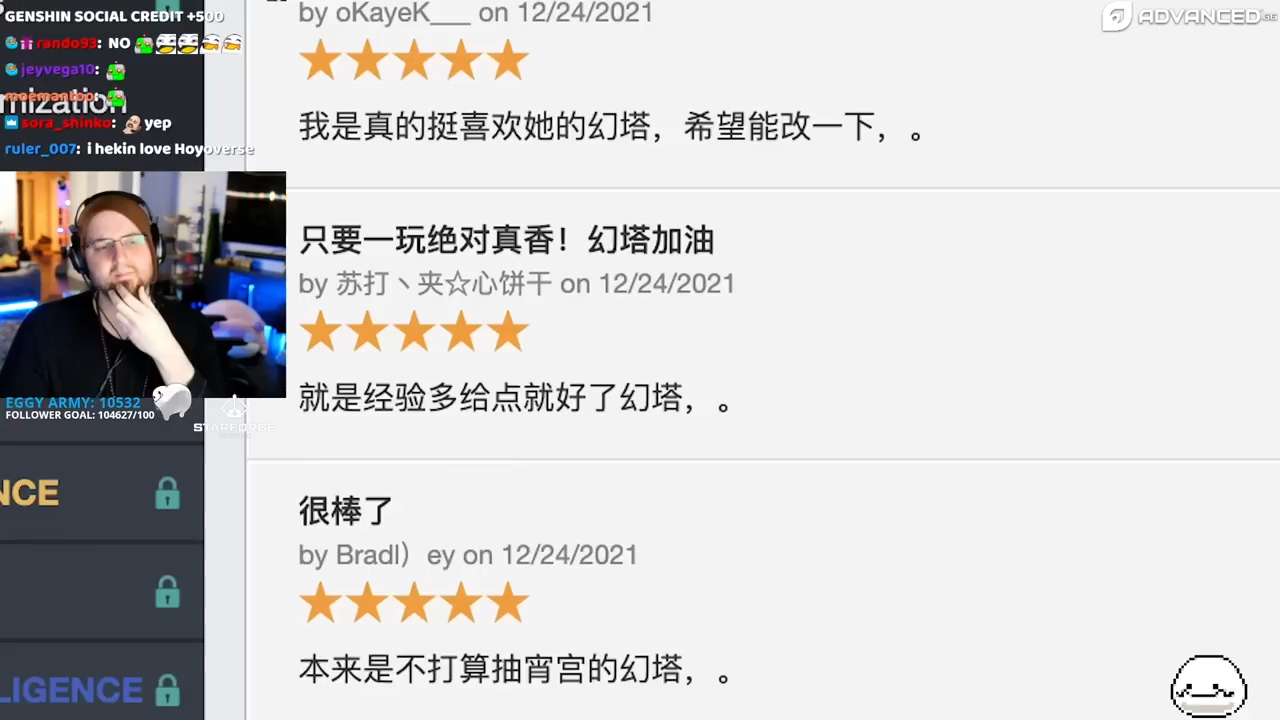 GENSHIN SOCIAL CREDIT +500
rando93: NO
jeyvega10:
moemantoo:
mization
sora_shinko: yep
ruler_007: i hekin love Hoyoverse
EGGY ARMY: 10532
FOLLOWER GOAL: 104627/100
STARFORGE
NCE
LIGENCE
ADVANCED.GG
by oKayeK___ on 12/24/2021
我是真的挺喜欢她的幻塔，希望能改一下，。
只要一玩绝对真香！幻塔加油
by 苏打丶夹☆心饼干 on 12/24/2021
就是经验多给点就好了幻塔，。
很棒了
by Bradl）ey on 12/24/2021
本来是不打算抽宵宫的幻塔，。